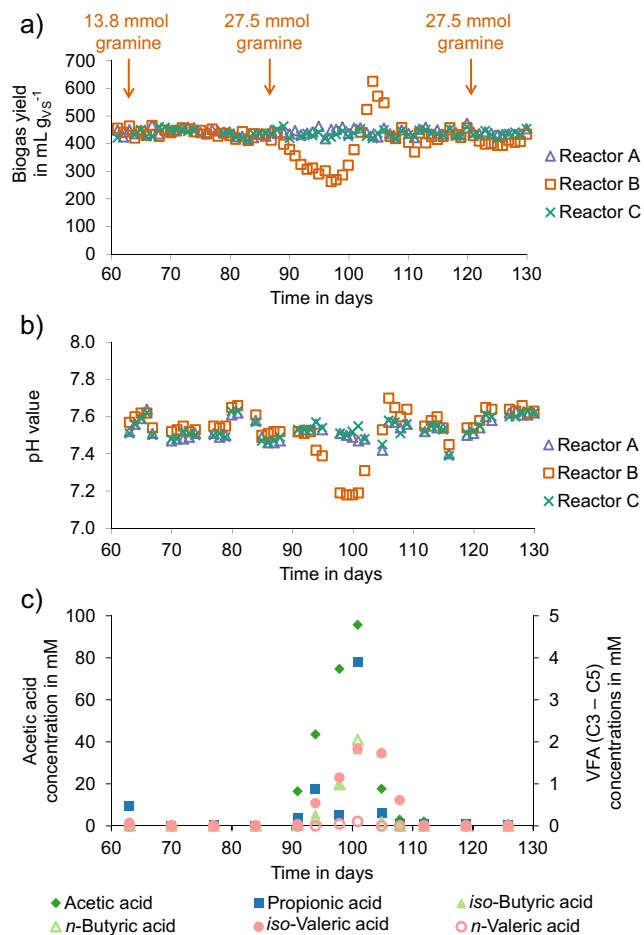 a)
13.8 mmol
gramine
27.5 mmol
gramine
27.5 mmol
gramine
Biogas yield
in mL gVS-1
700
600
500
400
300
200
100
0
60 70 80 90 100 110 120 130
Time in days
Reactor A
Reactor B
Reactor C
b)
pH value
8.0
7.8
7.6
7.4
7.2
7.0
60 70 80 90 100 110 120 130
Time in days
Reactor A
Reactor B
Reactor C
c)
Acetic acid
concentration in mM
100
80
60
40
20
0
5
4
3
2
1
0
VFA (C3 – C5)
concentrations in mM
60 70 80 90 100 110 120 130
Time in days
Acetic acid Propionic acid iso-Butyric acid
n-Butyric acid iso-Valeric acid n-Valeric acid